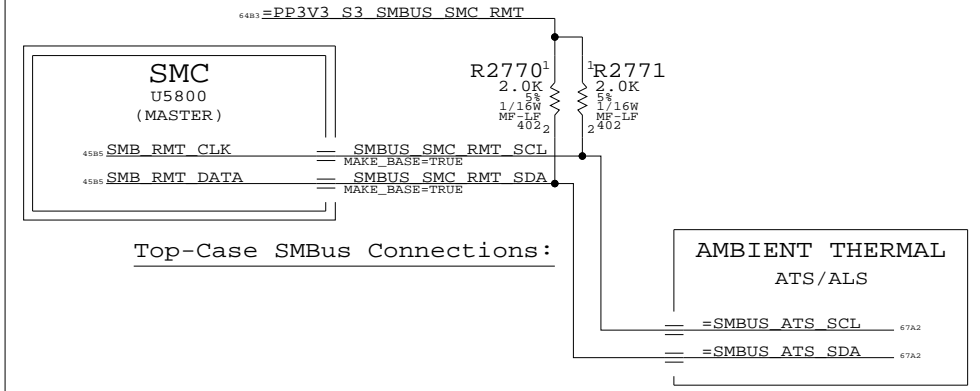 64B3 =PP3V3_S3_SMBUS_SMC_RMT
SMC
U5800
(MASTER)
R2770 1
2.0K
5%
1/16W
MF-LF
402 2
1 R2771
2.0K
5%
1/16W
MF-LF
2 402
45B5 SMB_RMT_CLK
SMBUS_SMC_RMT_SCL
MAKE_BASE=TRUE
45B5 SMB_RMT_DATA
SMBUS_SMC_RMT_SDA
MAKE_BASE=TRUE
Top-Case SMBus Connections:
AMBIENT THERMAL
ATS/ALS
=SMBUS_ATS_SCL 67A2
=SMBUS_ATS_SDA 67A2